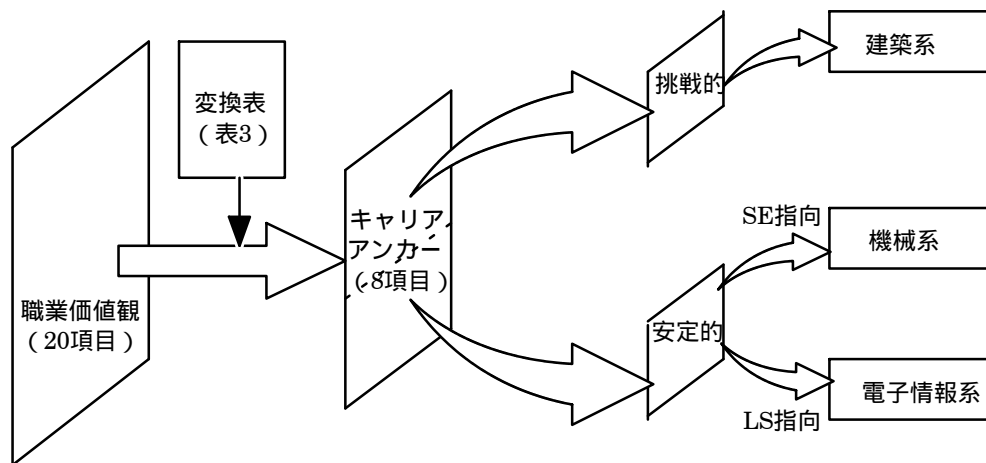 職業価値観
（20項目）
変換表
（表3）
キャリア
アンカー
（8項目）
挑戦的
建築系
安定的
SE指向
機械系
LS指向
電子情報系